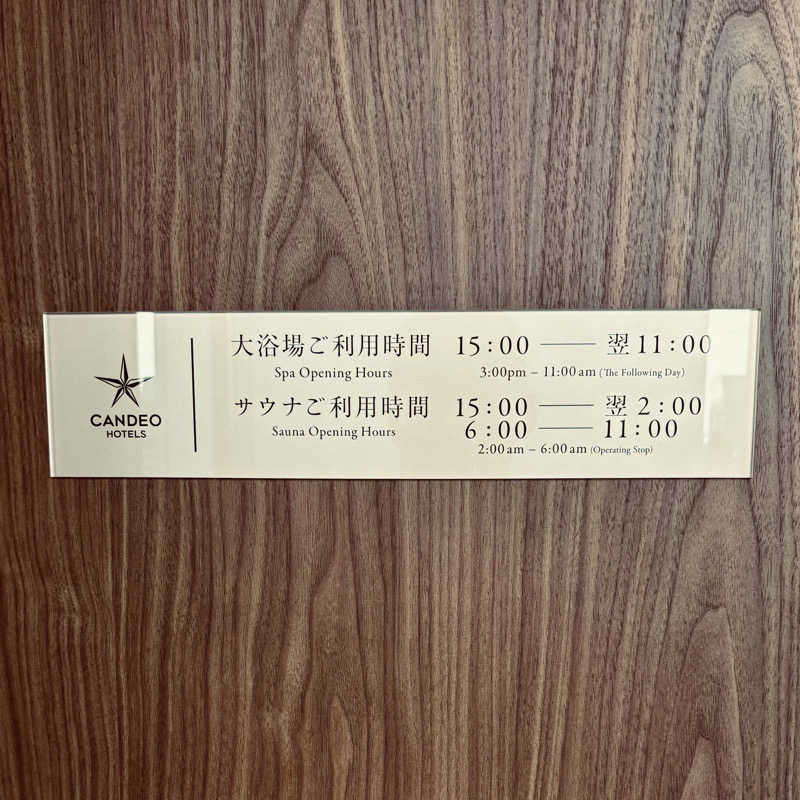 CANDEO
HOTELS
大浴場ご利用時間 15:00 ── 翌11:00
Spa Opening Hours 3:00pm – 11:00am (The Following Day)
サウナご利用時間 15:00 ── 翌 2:00
6:00 ── 11:00
Sauna Opening Hours
2:00am – 6:00am (Operating Stop)